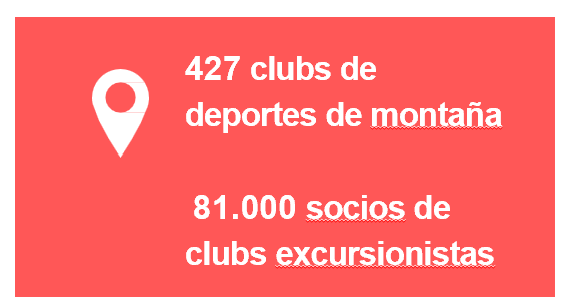 427 clubs de
deportes de montaña
81.000 socios de
clubs excursionistas